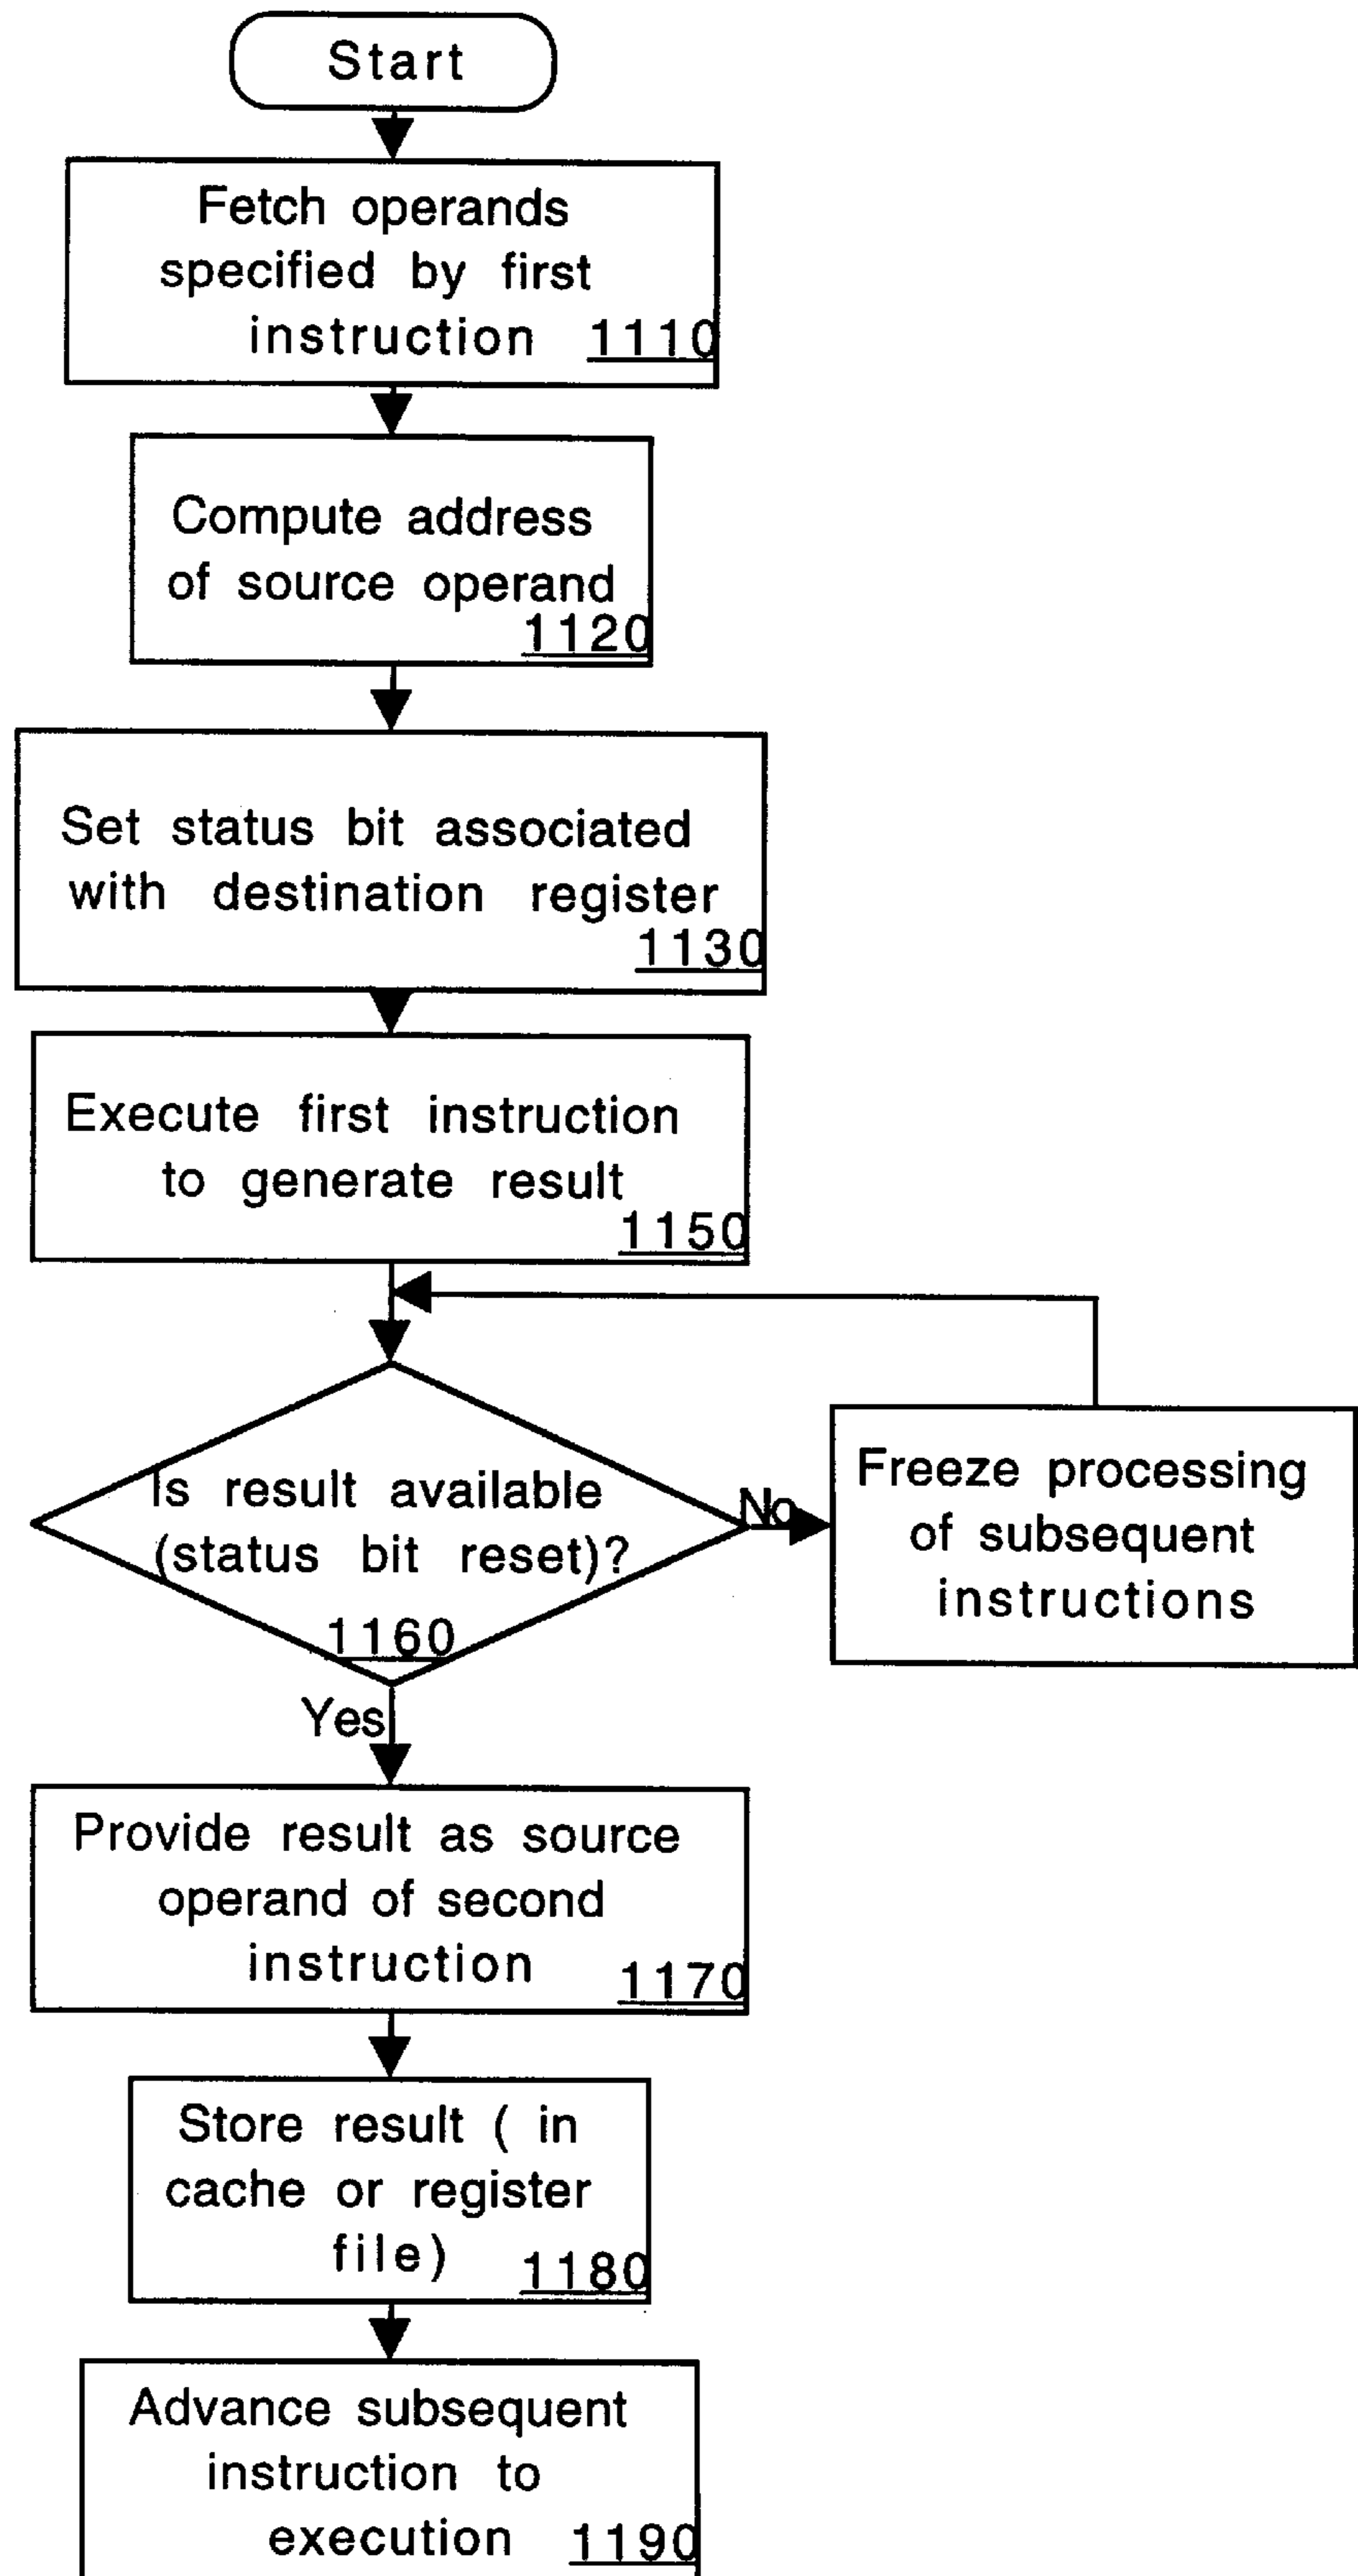 Start
Fetch operands
specified by first
instruction 1110
Compute address
of source operand
1120
Set status bit associated
with destination register
1130
Execute first instruction
to generate result
1150
Is result available
(status bit reset)?
1160
No
Freeze processing
of subsequent
instructions
Yes
Provide result as source
operand of second
instruction 1170
Store result ( in
cache or register
file) 1180
Advance subsequent
instruction to
execution 1190